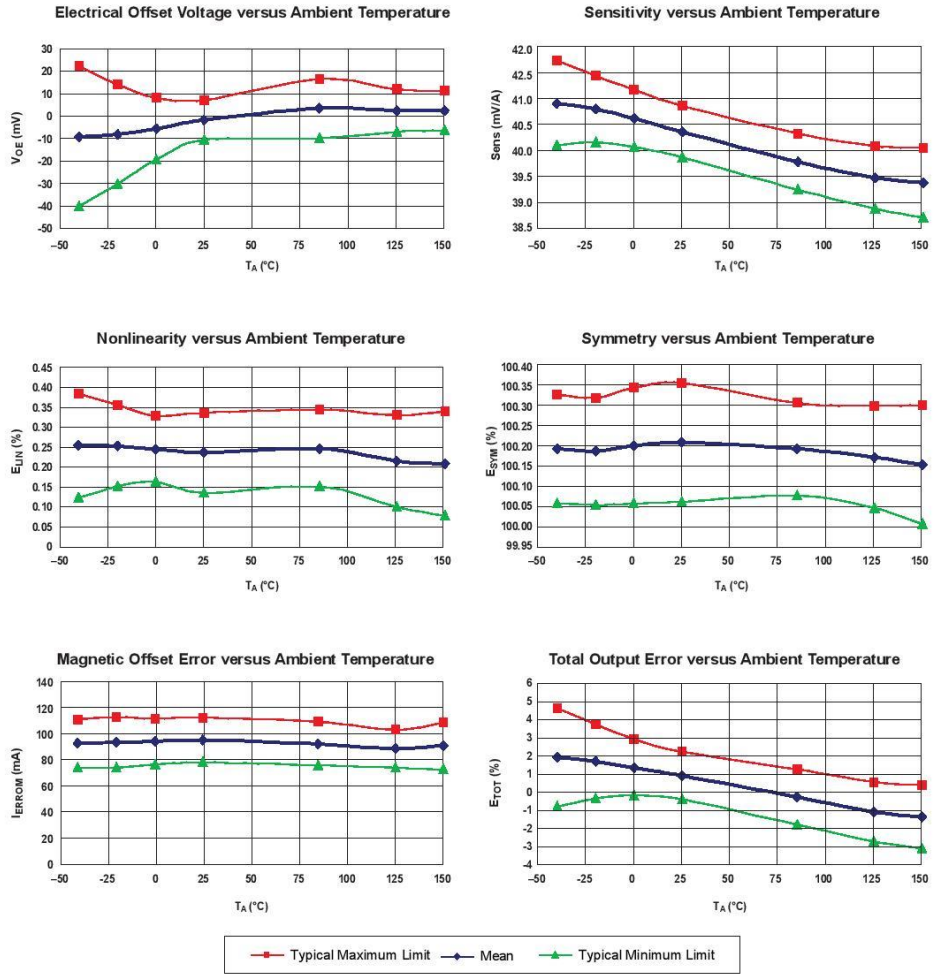 Electrical Offset Voltage versus Ambient Temperature
30
20
10
0
-10
-20
-30
-40
-50
VOE (mV)
–50 -25 0 25 50 75 100 125 150
TA (°C)
Sensitivity versus Ambient Temperature
42.0
42.5
41.0
41.5
40.5
40.0
39.5
39.0
38.5
Sens (mV/A)
–50 -25 0 25 50 75 100 125 150
TA (°C)
Nonlinearity versus Ambient Temperature
0.45
0.40
0.35
0.30
0.25
0.20
0.15
0.10
0.05
0
ELIN (%)
–50 -25 0 25 50 75 100 125 150
TA (°C)
Symmetry versus Ambient Temperature
100.40
100.35
100.30
100.20
100.15
100.10
100.05
100.00
99.95
ESYM (%)
–50 -25 0 25 50 75 100 125 150
TA (°C)
Magnetic Offset Error versus Ambient Temperature
140
120
100
80
60
40
20
0
IERROM (mA)
–50 -25 0 25 50 75 100 125 150
TA (°C)
Total Output Error versus Ambient Temperature
6
5
4
3
2
1
0
-1
-2
-3
-4
ETOT (%)
–50 -25 0 25 50 75 100 125 150
TA (°C)
Typical Maximum Limit Mean Typical Minimum Limit